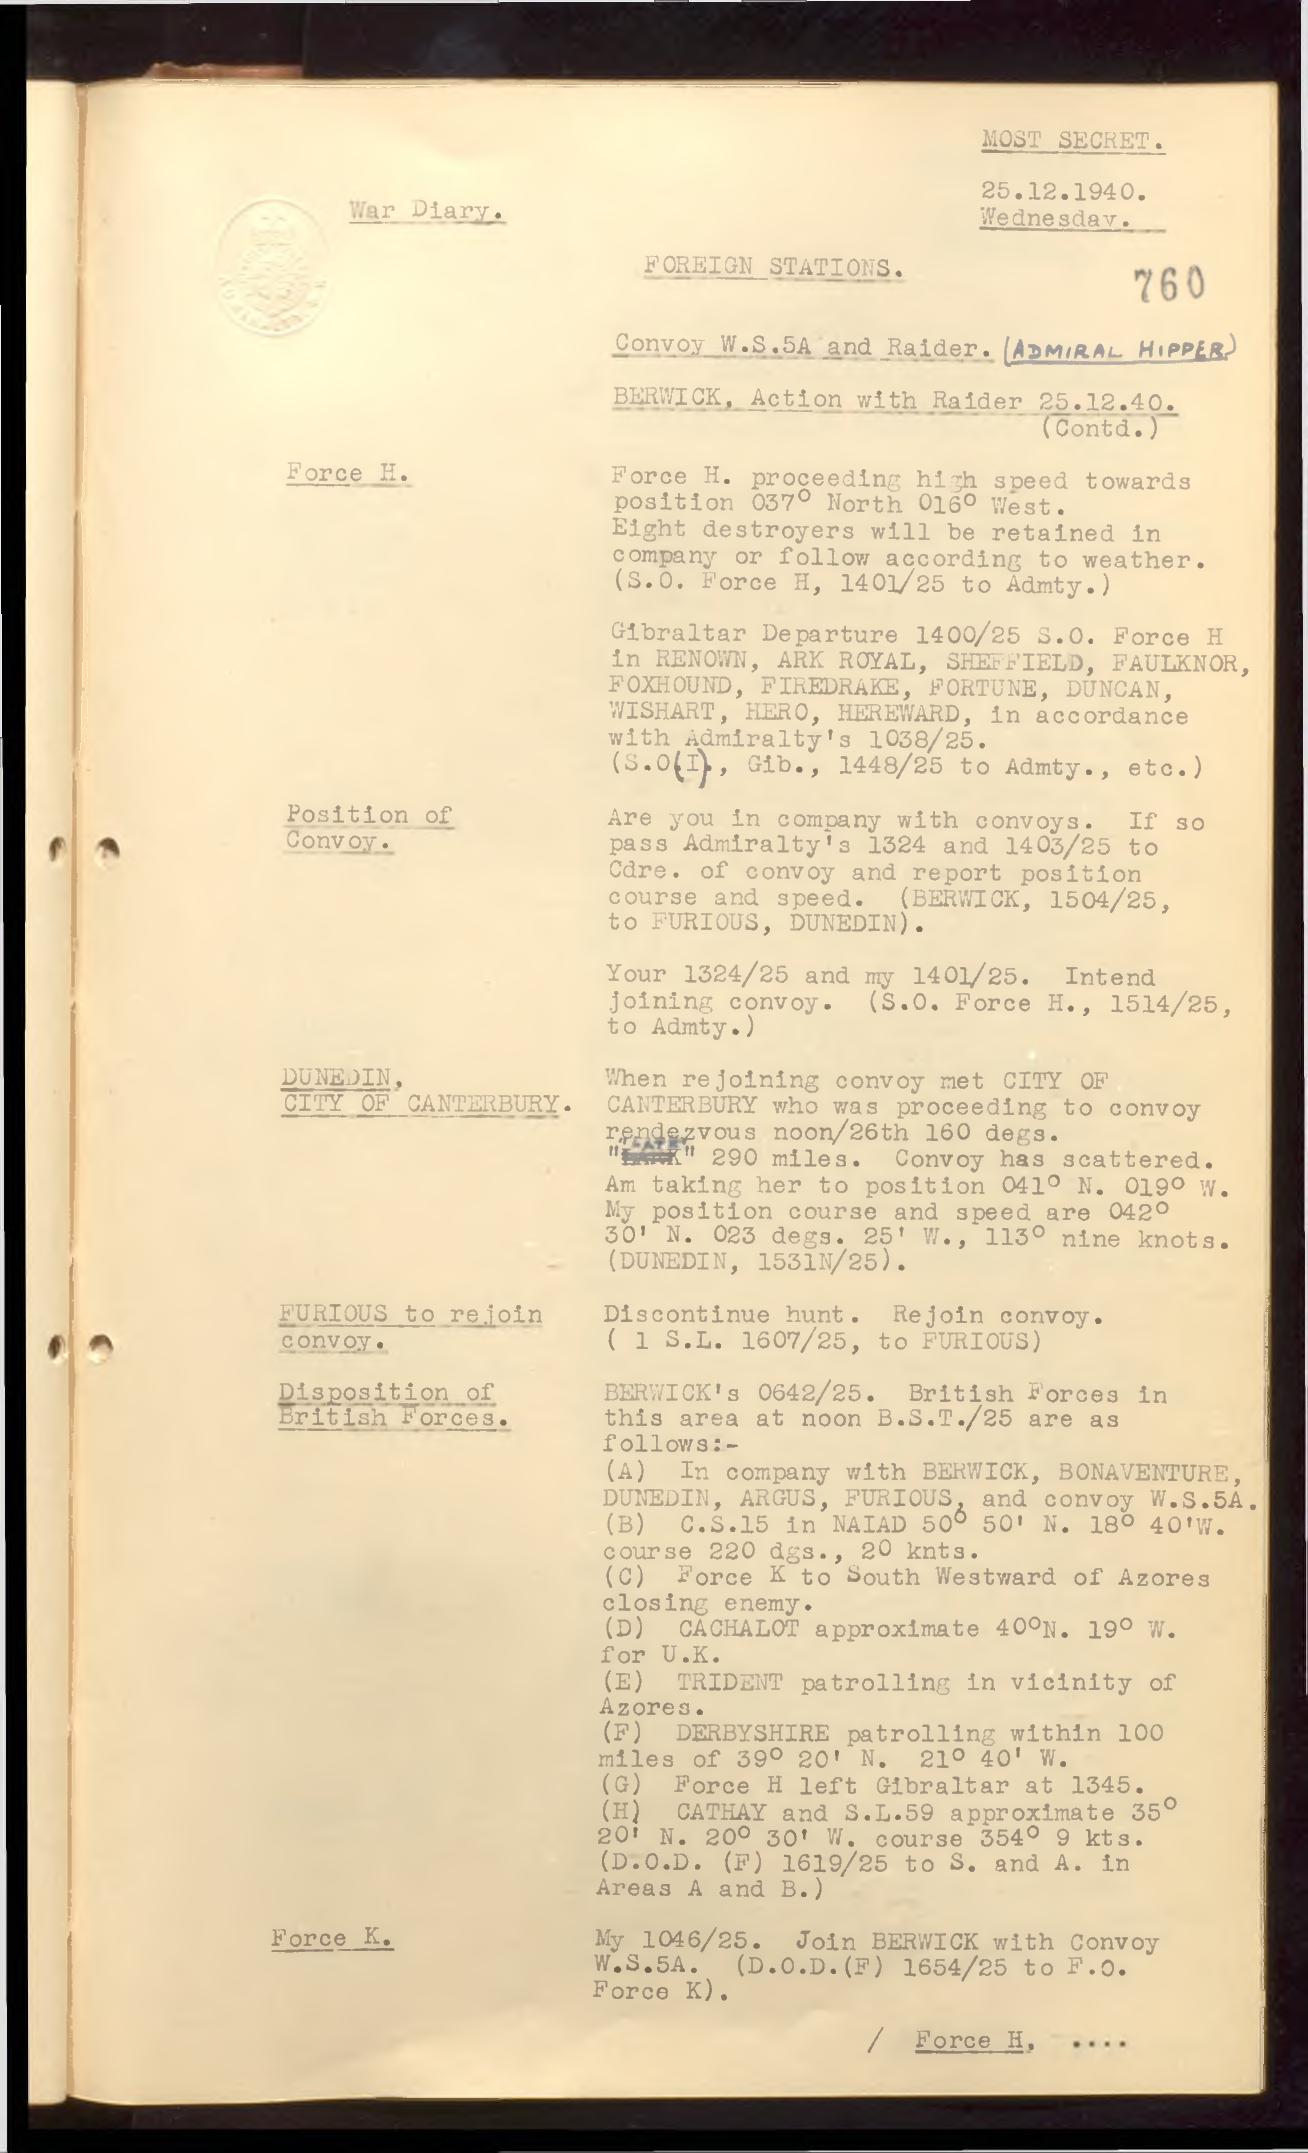 MOST SECRET.
25.12.1940.
Wednesday.
War Diary.
FOREIGN STATIONS.
760
Convoy W.S.5A and Raider. (ADMIRAL HIPPER)
BERWICK, Action with Raider 25.12.40.
(Contd.)
Force H.
Force H. proceeding high speed towards
position 037° North 016° West.
Eight destroyers will be retained in
company or follow according to weather.
(S.O. Force H, 1401/25 to Admty.)
Gibraltar Departure 1400/25 S.O. Force H
in RENOWN, ARK ROYAL, SHEFFIELD, FAULKNOR,
FOXHOUND, FIREDRAKE, FORTUNE, DUNCAN,
WISHART, HERO, HEREWARD, in accordance
with Admiralty's 1038/25.
(S.O(I)., Gib., 1448/25 to Admty., etc.)
Position of
Convoy.
Are you in company with convoys. If so
pass Admiralty's 1324 and 1403/25 to
Cdre. of convoy and report position
course and speed. (BERWICK, 1504/25,
to FURIOUS, DUNEDIN).
Your 1324/25 and my 1401/25. Intend
joining convoy. (S.O. Force H., 1514/25,
to Admty.)
DUNEDIN,
CITY OF CANTERBURY.
When rejoining convoy met CITY OF
CANTERBURY who was proceeding to convoy
rendezvous noon/26th 160 degs.
" " 290 miles. Convoy has scattered.
Am taking her to position 041° N. 019° W.
My position course and speed are 042°
30' N. 023 degs. 25' W., 113° nine knots.
(DUNEDIN, 1531N/25).
FURIOUS to rejoin
convoy.
Discontinue hunt. Rejoin convoy.
( 1 S.L. 1607/25, to FURIOUS)
Disposition of
British Forces.
BERWICK's 0642/25. British Forces in
this area at noon B.S.T./25 are as
follows:-
(A) In company with BERWICK, BONAVENTURE,
DUNEDIN, ARGUS, FURIOUS, and convoy W.S.5A.
(B) C.S.15 in NAIAD 50° 50' N. 18° 40'W.
course 220 dgs., 20 knts.
(C) Force K to South Westward of Azores
closing enemy.
(D) CACHALOT approximate 40°N. 19° W.
for U.K.
(E) TRIDENT patrolling in vicinity of
Azores.
(F) DERBYSHIRE patrolling within 100
miles of 39° 20' N. 21° 40' W.
(G) Force H left Gibraltar at 1345.
(H) CATHAY and S.L.59 approximate 35°
20' N. 20° 30' W. course 354° 9 kts.
(D.O.D. (F) 1619/25 to S. and A. in
Areas A and B.)
Force K.
My 1046/25. Join BERWICK with Convoy
W.S.5A. (D.O.D.(F) 1654/25 to F.O.
Force K).
/ Force H, ....